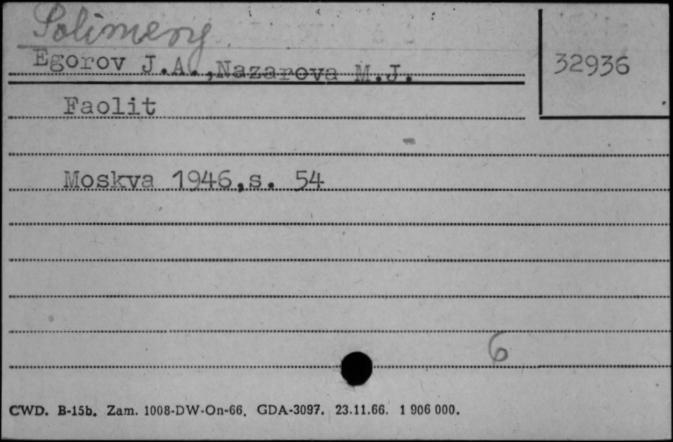 Polimery
Egorov J.A.,Nazarova M.J.
32936
Faolit
Moskva 1946,s. 54
6
CWD. B-15b. Zam. 1008-DW-On-66. GDA-3097. 23.11.66. 1 906 000.